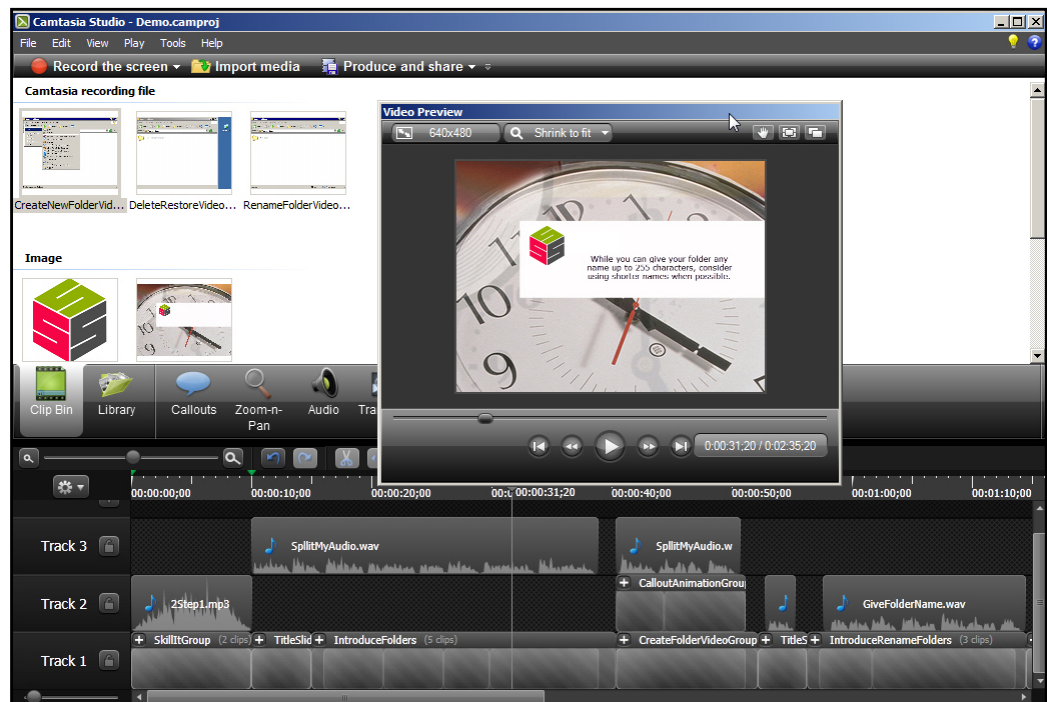 Camtasia Studio - Demo.camproj
File Edit View Play Tools Help
Record the screen Import media Produce and share
Camtasia recording file
CreateNewFolderVid... DeleteRestoreVideo... RenameFolderVideo...
Image
Video Preview
640x480 Shrink to fit
While you can give your folder any
name up to 255 characters, consider
using shorter names when possible.
0:00:31;20 / 0:02:35;20
Clip Bin Library Callouts Zoom-n-Pan Audio Tra
00:00:00;00 00:00:10;00 00:00:20;00 00:00:31;20 00:00:40;00 00:00:50;00 00:01:00;00 00:01:10;00
Track 3 SpllitMyAudio.wav SpllitMyAudio.w
CalloutAnimationGrou
Track 2 2Step1.mp3 GiveFolderName.wav
SkillItGroup (2 clips) TitleSlid IntroduceFolders (5 clips) CreateFolderVideoGroup TitleS IntroduceRenameFolders (3 clips)
Track 1